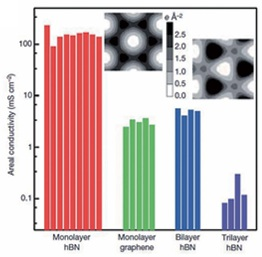 e Å⁻²
2.5
2.0
1.5
1.0
0.5
0.0
Areal conductivity (mS cm⁻²)
100
10
1
0.1
Monolayer
hBN
Monolayer
graphene
Bilayer
hBN
Trilayer
hBN